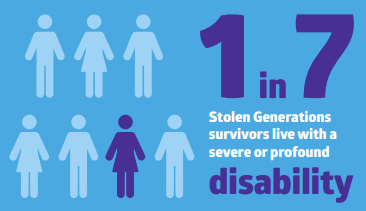 1 in 7
Stolen Generations
survivors live with a
severe or profound
disability